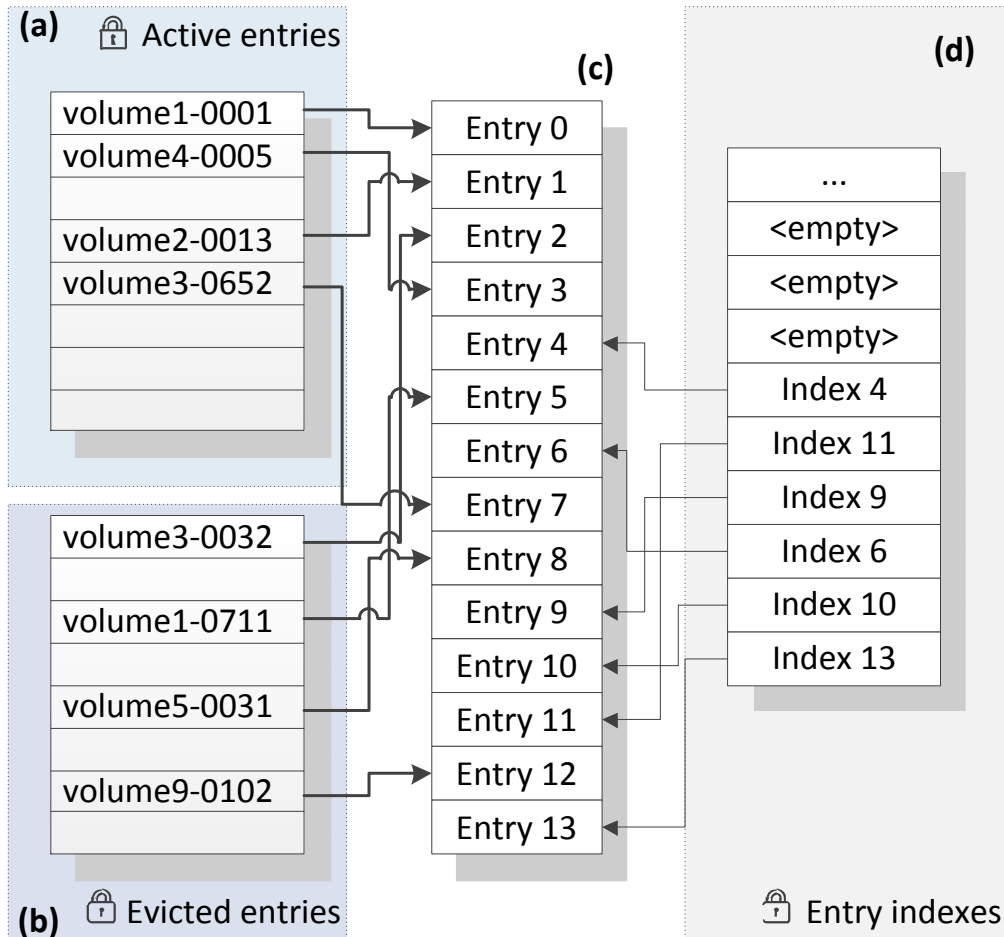 (a)
Active entries
volume1-0001
volume4-0005
volume2-0013
volume3-0652
volume3-0032
volume1-0711
volume5-0031
volume9-0102
(b)
Evicted entries
(c)
Entry 0
Entry 1
Entry 2
Entry 3
Entry 4
Entry 5
Entry 6
Entry 7
Entry 8
Entry 9
Entry 10
Entry 11
Entry 12
Entry 13
(d)
...
<empty>
<empty>
<empty>
Index 4
Index 11
Index 9
Index 6
Index 10
Index 13
Entry indexes